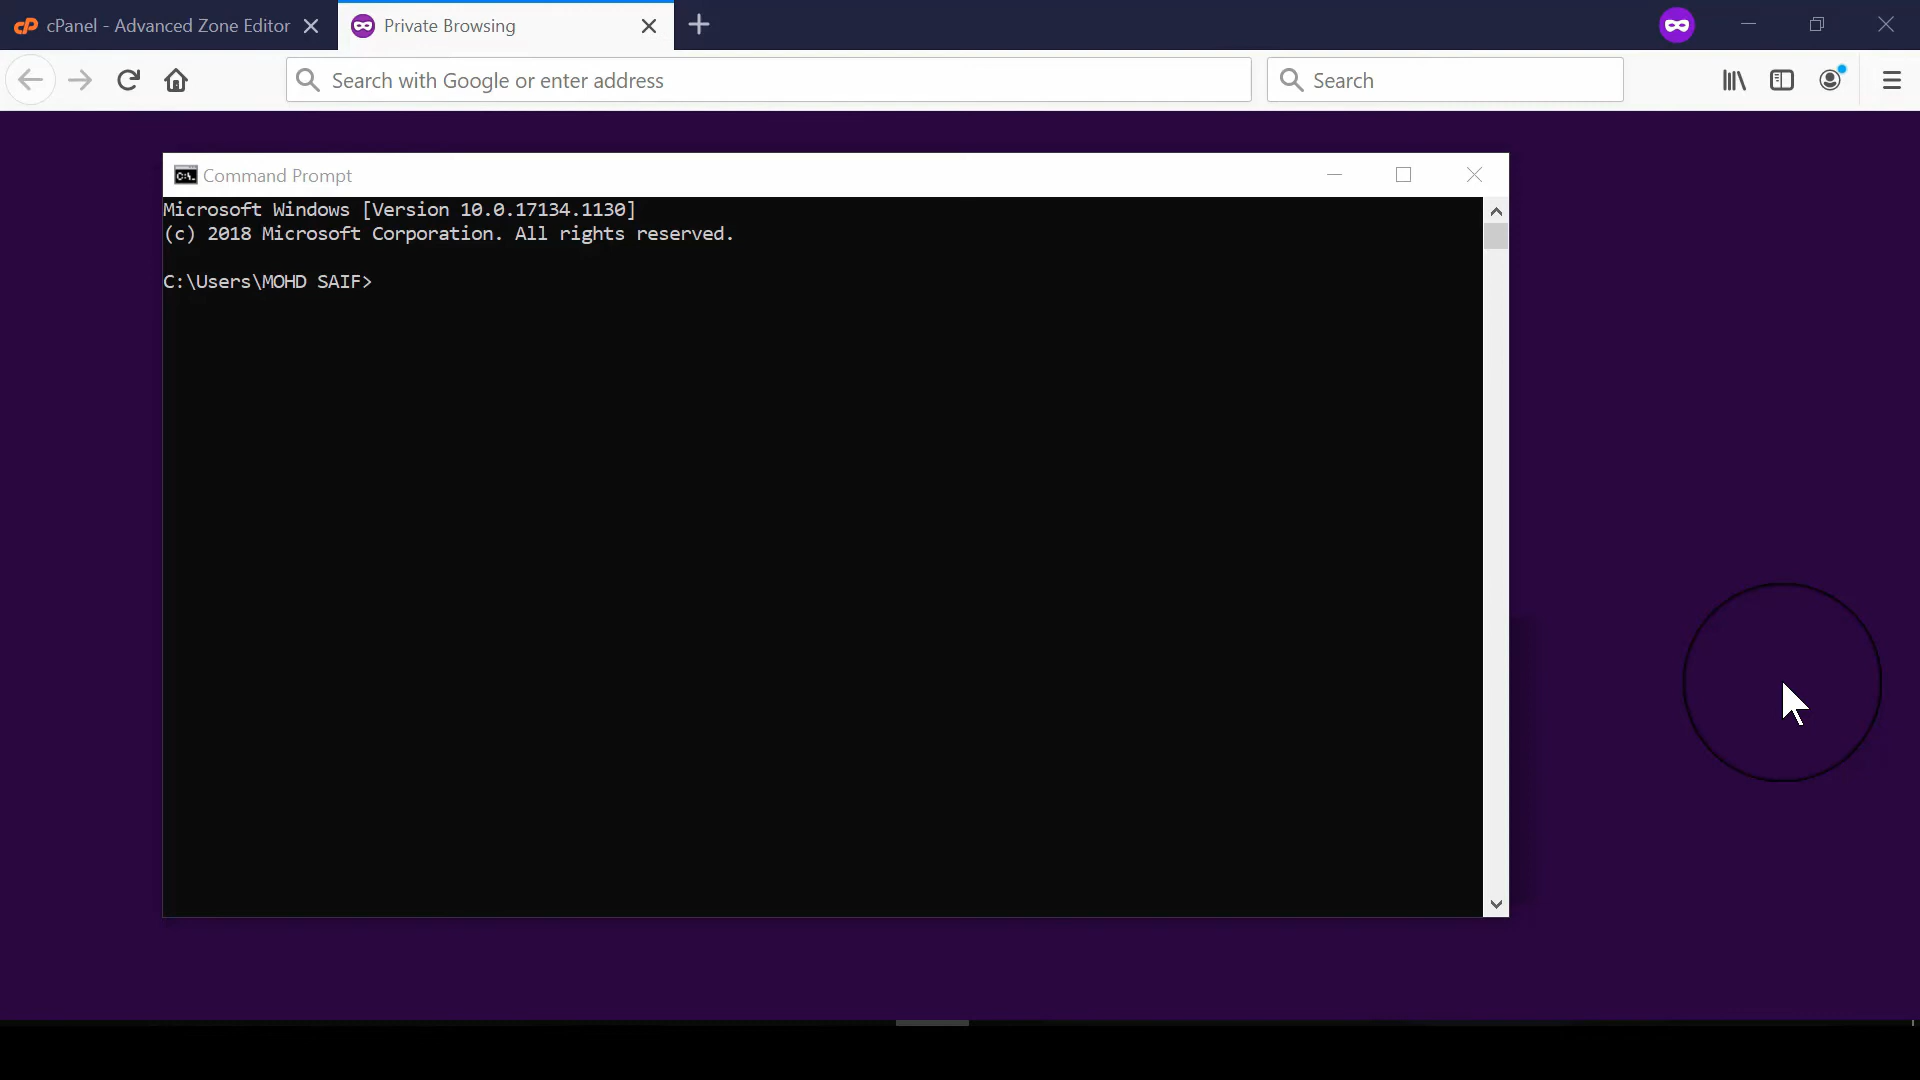 cPanel - Advanced Zone Editor
Private Browsing
Search with Google or enter address
Search
Command Prompt
Microsoft Windows [Version 10.0.17134.1130]
(c) 2018 Microsoft Corporation. All rights reserved.
C:\Users\MOHD SAIF>